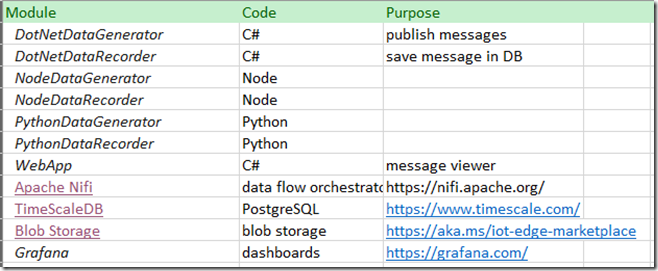 Module Code Purpose
DotNetDataGenerator C# publish messages
DotNetDataRecorder C# save message in DB
NodeDataGenerator Node
NodeDataRecorder Node
PythonDataGenerator Python
PythonDataRecorder Python
WebApp C# message viewer
Apache Nifi data flow orchestrato https://nifi.apache.org/
TimeScaleDB PostgreSQL https://www.timescale.com/
Blob Storage blob storage https://aka.ms/iot-edge-marketplace
Grafana dashboards https://grafana.com/